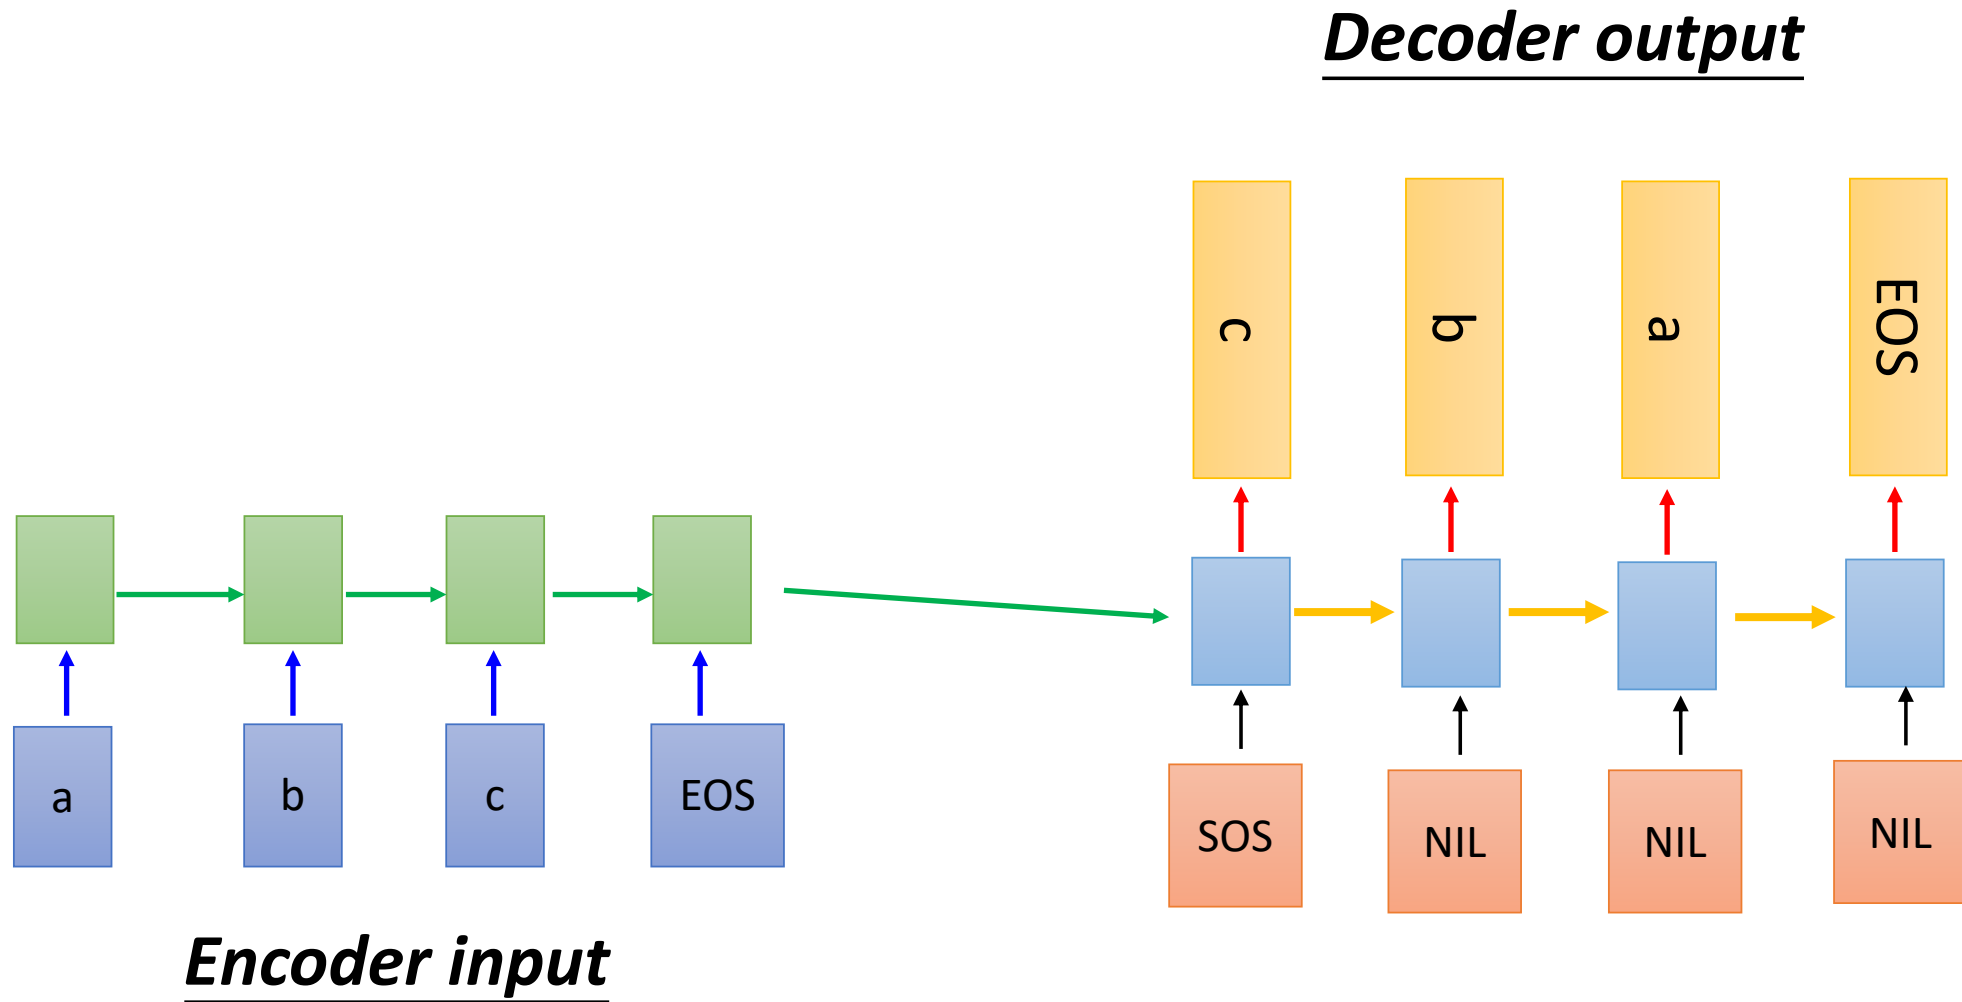 Decoder output
c
b
a
EOS
a
b
c
EOS
SOS
NIL
NIL
NIL
Encoder input